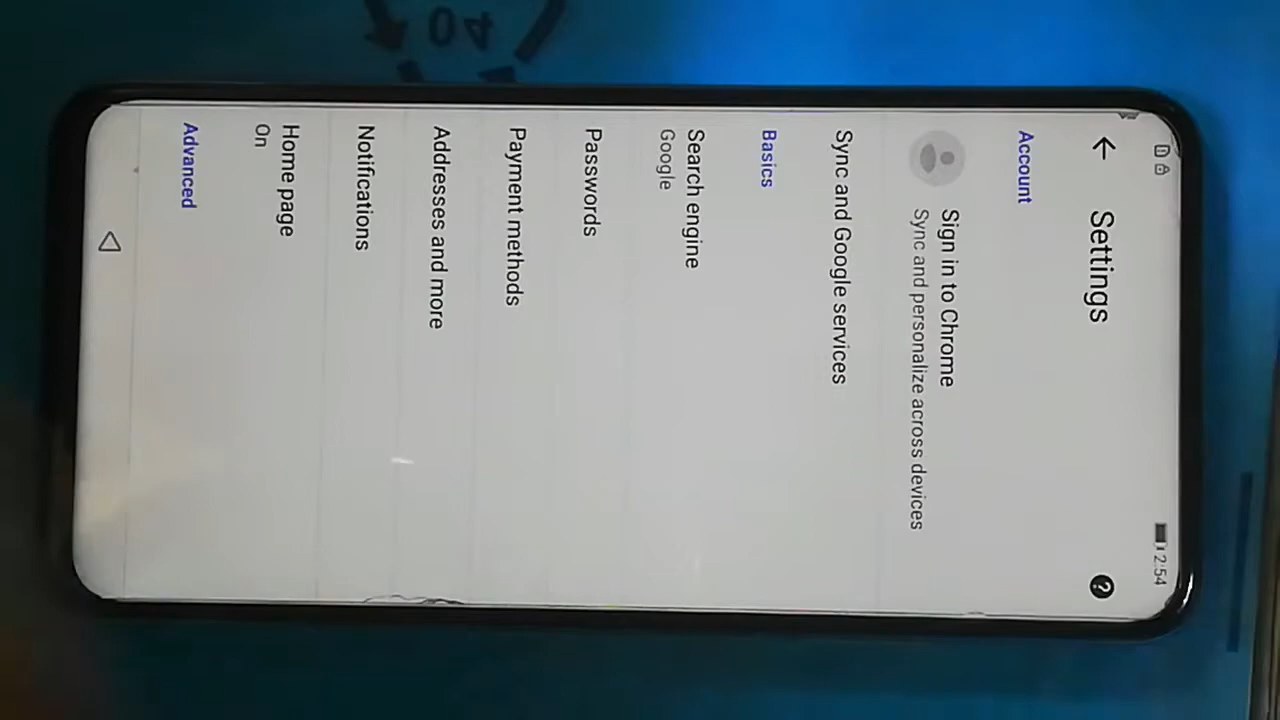 2:54
Settings
Account
Sign in to Chrome
Sync and personalize across devices
Sync and Google services
Basics
Search engine
Google
Passwords
Payment methods
Addresses and more
Notifications
Home page
On
Advanced
40